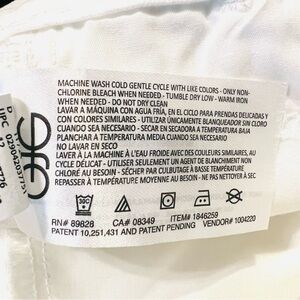 MACHINE WASH COLD GENTLE CYCLE WITH LIKE COLORS - ONLY NON-
CHLORINE BLEACH WHEN NEEDED - TUMBLE DRY LOW - WARM IRON
WHEN NEEDED - DO NOT DRY CLEAN
LAVAR A MÁQUINA CON AGUA FRÍA, EN EL CICLO PARA PRENDAS DELICADAS Y
CON COLORES SIMILARES - UTILIZAR ÚNICAMENTE BLANQUEADOR SIN CLORO
CUANDO SEA NECESARIO - SECAR EN SECADORA A TEMPERATURA BAJA
PLANCHAR A TEMPERATURA MEDIA CUANDO SEA NECESARIO -
NO LAVAR EN SECO
LAVER À LA MACHINE À L'EAU FROIDE AVEC DES COULEURS SIMILAIRES, AU
CYCLE DÉLICAT - UTILISER SEULEMENT UN AGENT DE BLANCHIMENT NON
CHLORÉ AU BESOIN - SÉCHER PAR CULBUTAGE À BASSE TEMPÉRATURE
REPASSER À TEMPÉRATURE MOYENNE AU BESOIN - NE PAS NETTOYER À SEC
30C
RN# 89828 CA# 08349 ITEM# 1846259
PATENT 10,251,431 AND PATENT PENDING VENDOR# 1004220
UPC